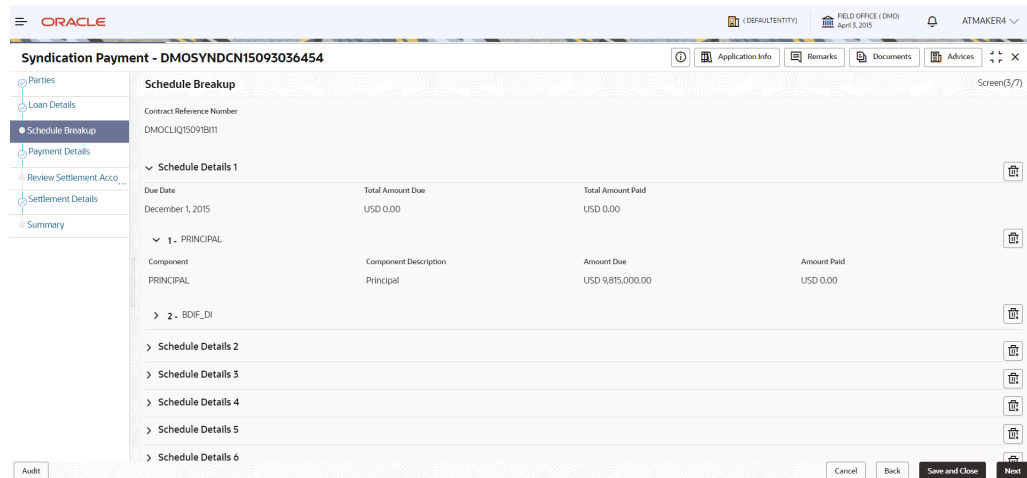 ORACLE
( DEFAULTENTITY)
FIELD OFFICE ( DMO)
April 3, 2015
ATMAKER4
Syndication Payment - DMOSYNDCN15093036454
Application Info
Remarks
Documents
Advices
Parties
Loan Details
Schedule Breakup
Payment Details
Review Settlement Acco...
Settlement Details
Summary
Schedule Breakup
Screen(3/7)
Contract Reference Number
DMOCLIQ15091BI11
Schedule Details 1
Due Date Total Amount Due Total Amount Paid
December 1, 2015 USD 0.00 USD 0.00
1 - PRINCIPAL
Component Component Description Amount Due Amount Paid
PRINCIPAL Principal USD 9,815,000.00 USD 0.00
2 - BDIF_DI
Schedule Details 2
Schedule Details 3
Schedule Details 4
Schedule Details 5
Schedule Details 6
Audit Cancel Back Save and Close Next